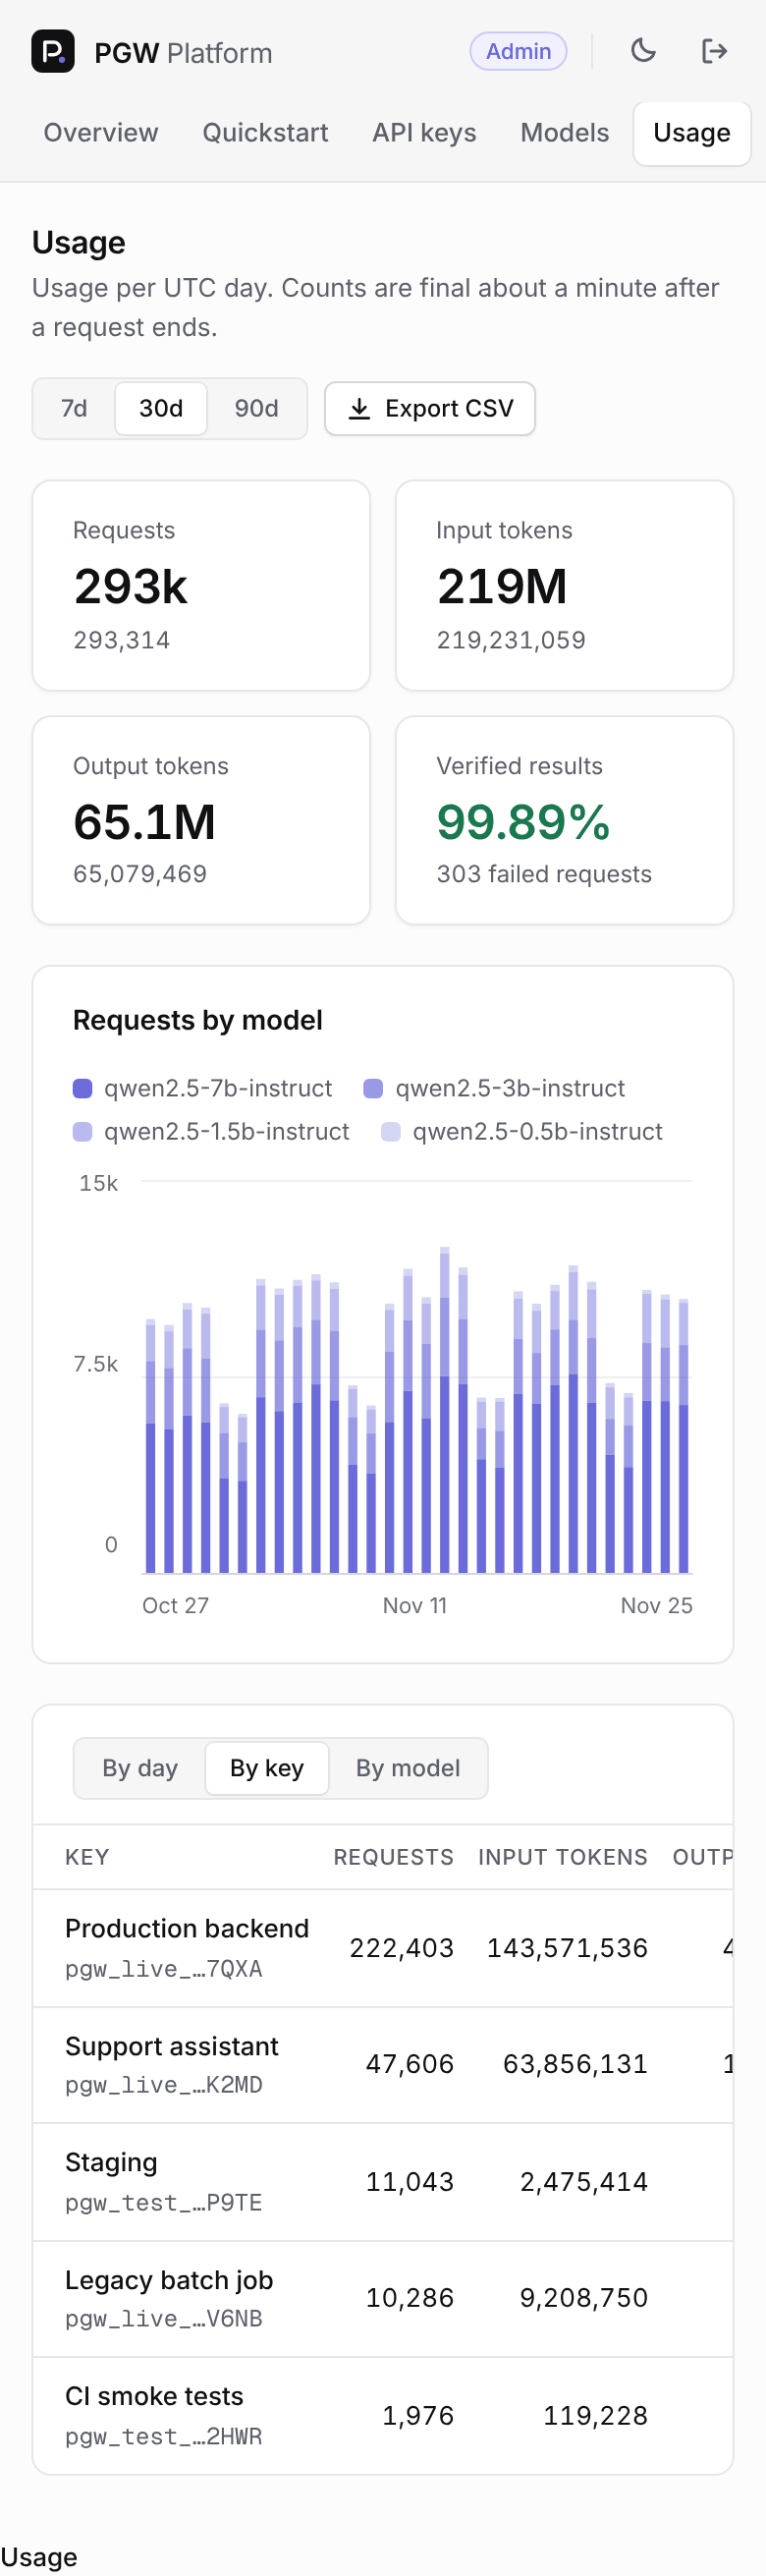 P.
PGW Platform
Admin
Overview Quickstart API keys Models Usage
Usage
Usage per UTC day. Counts are final about a minute after
a request ends.
7d 30d 90d Export CSV
Requests
293k
293,314
Input tokens
219M
219,231,059
Output tokens
65.1M
65,079,469
Verified results
99.89%
303 failed requests
Requests by model
qwen2.5-7b-instruct qwen2.5-3b-instruct
qwen2.5-1.5b-instruct qwen2.5-0.5b-instruct
15k
7.5k
0
Oct 27 Nov 11 Nov 25
By day By key By model
KEY REQUESTS INPUT TOKENS OUTP
Production backend
pgw_live_…7QXA
222,403 143,571,536 4
Support assistant
pgw_live_…K2MD
47,606 63,856,131 1
Staging
pgw_test_…P9TE
11,043 2,475,414
Legacy batch job
pgw_live_…V6NB
10,286 9,208,750
CI smoke tests
pgw_test_…2HWR
1,976 119,228
Usage